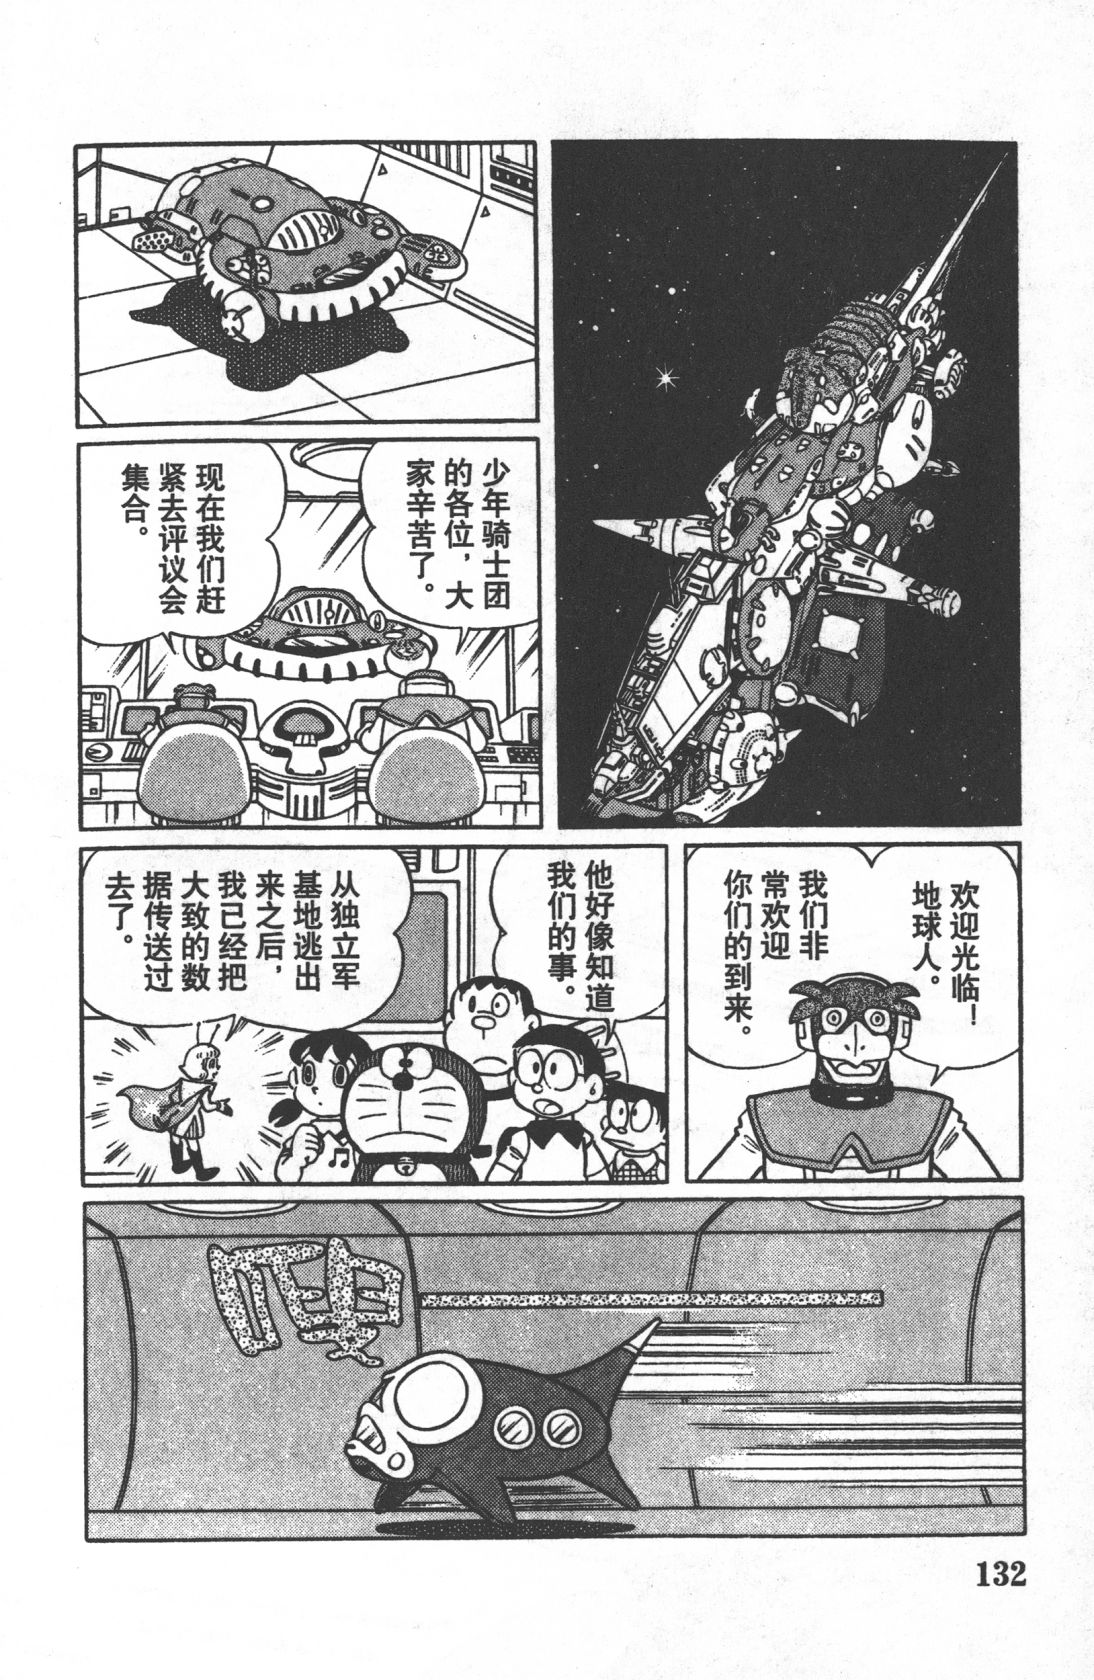 少年骑士团
的各位，大
家辛苦了。
现在我们赶
紧去评议会
集合。
欢迎光临！
地球人。
我们非
常欢迎
你们的到来。
他好像知道
我们的事。
从独立军
基地逃出
来之后，
我已经把
大致的数
据传送过
去了。
132